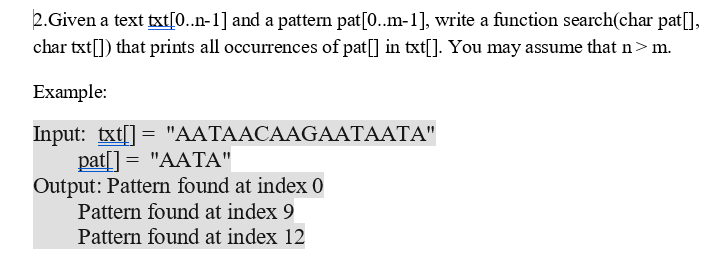 2.Given a text txt[0..n-1] and a pattern pat[0..m-1], write a function search(char pat[],
char txt[]) that prints all occurrences of pat[] in txt[]. You may assume that n > m.
Example:
Input:  txt[] =  "AATAACAAGAATAATA"
pat[] =  "AATA"
Output: Pattern found at index 0
Pattern found at index 9
Pattern found at index 12